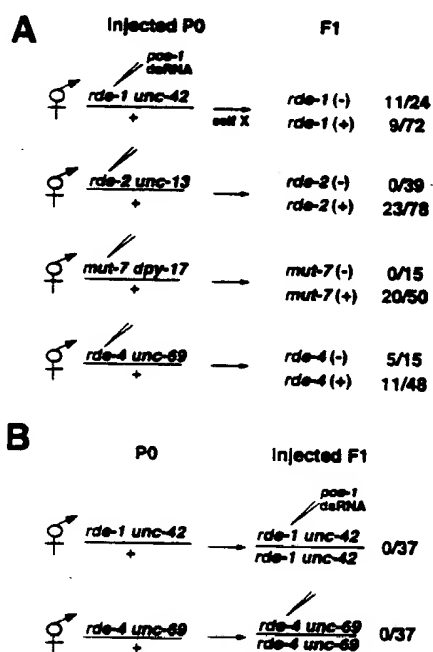 A
Injected P0 F1
pos-1
dsRNA
rde-1 unc-42
+
self X
rde-1 (-) 11/24
rde-1 (+) 9/72
rde-2 unc-13
+
rde-2 (-) 0/39
rde-2 (+) 23/78
mut-7 dpy-17
+
mut-7 (-) 0/15
mut-7 (+) 20/50
rde-4 unc-69
+
rde-4 (-) 5/15
rde-4 (+) 11/48
B
P0 Injected F1
pos-1
dsRNA
rde-1 unc-42
+
rde-1 unc-42
rde-1 unc-42
0/37
rde-4 unc-69
+
rde-4 unc-69
rde-4 unc-69
0/37